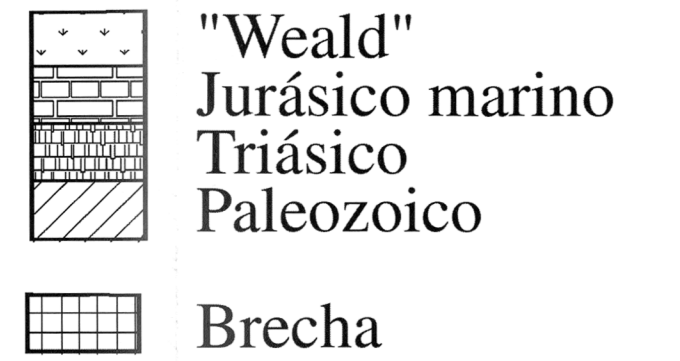 "Weald"
Jurásico marino
Triásico
Paleozoico
Brecha